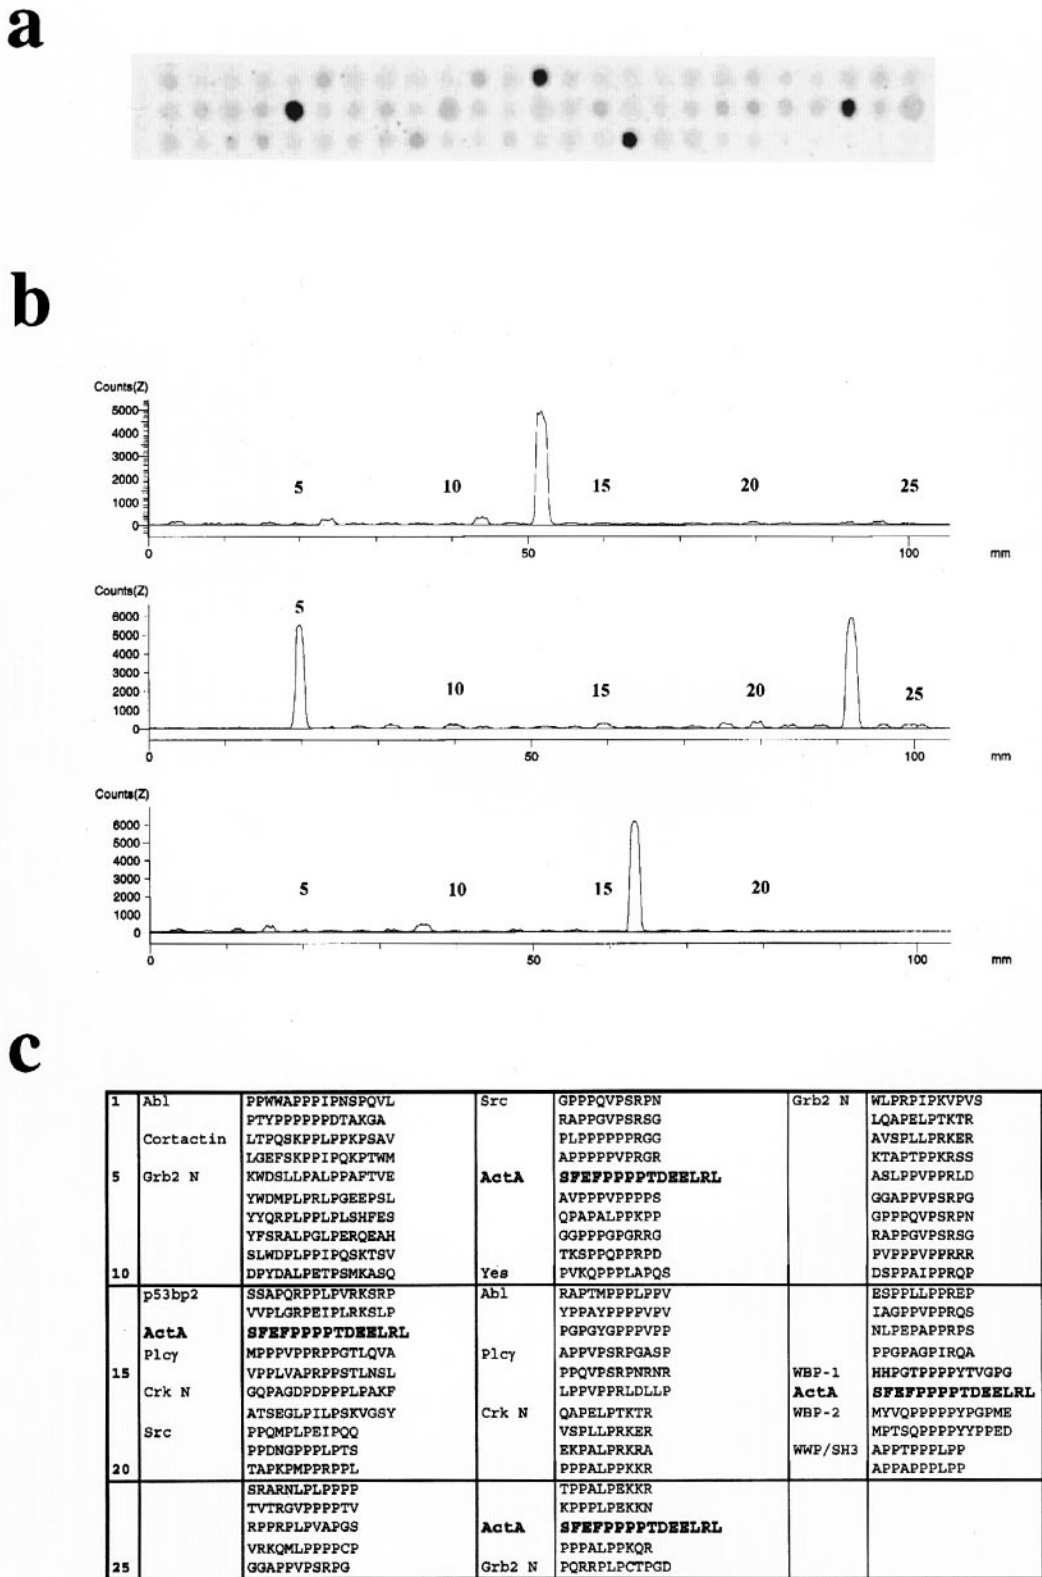 a
b
Counts(Z)
5000
4000
3000
2000
1000
0
5 10 15 20 25
0 50 100 mm
Counts(Z)
6000
5000
4000
3000
2000
1000
0
5 10 15 20 25
0 50 100 mm
Counts(Z)
6000
5000
4000
3000
2000
1000
0
5 10 15 20
0 50 100 mm
c
1 Abl PPWWAPPPIPNSPQVL Src GPPPQVPSRPN Grb2 N WLPRPIPKVPVS
PTYPPPPPPDTAKGA RAPPGVPSRSG LQAPELPTKTR
Cortactin LTPQSKPPLPPKPSAV PLPPPPPPRGG AVSPLLPRKER
LGEFSKPPIPQKPTWM APPPPPVPRGR KTAPTPPKRSS
5 Grb2 N KWDSLLPALPPAFTVE ActA SFEFPPPPTDEELRL ASLPPVPPRLD
YWDMPLPRLPGEEPSL AVPPPVPPPPS GGAPPVPSRPG
YYQRPLPPLPLSHFES QPAPALPPKPP GPPPQVPSRPN
YFSRALPGLPERQEAH GGPPPGPGRRG RAPPGVPSRSG
SLWDPLPPIPQSKTSV TKSPPQPPRPD PVPPPVPPRRR
10 DPYDALPETPSMKASQ Yes PVKQPPPLAPQS DSPPAIPPRQP
p53bp2 SSAPQRPPLPVRKSRP Abl RAPTMPPPLPPV ESPPLLPPREP
VVPLGRPEIPLRKSLP YPPAYPPPPVPV IAGPPVPPRQS
ActA SFEFPPPPTDEELRL PGPGYGPPPVPP NLPEPAPPRPS
Plcγ MPPPVPPRPPGTLQVA Plcγ APPVPSRPGASP PPGPAGPIRQA
15 VPPLVAPRPPSTLNSL PPQVPSRPNRNR WBP-1 HHPGTPPPPYTVGPG
Crk N GQPAGDPDPPPLPAKF LPPVPPRLDLLP ActA SFEFPPPPTDEELRL
ATSEGLPILPSKVGSY Crk N QAPELPTKTR WBP-2 MYVQPPPPPYPGPME
Src PPQMPLPEIPQQ VSPLLPRKER MPTSQPPPPYYPPED
PPDNGPPPLPTS EKPALPRKRA WWP/SH3 APPTPPPLPP
20 TAPKPMPPRPPL PPPALPPKKR APPAPPPLPP
SRARNLPLPPPP TPPALPEKKR
TVTRGVPPPPTV KPPPLPEKKN
RPPRPLPVAPGS ActA SFEFPPPPTDEELRL
VRKQMLPPPPCP PPPALPPKQR
25 GGAPPVPSRPG Grb2 N PQRRPLPCTPGD